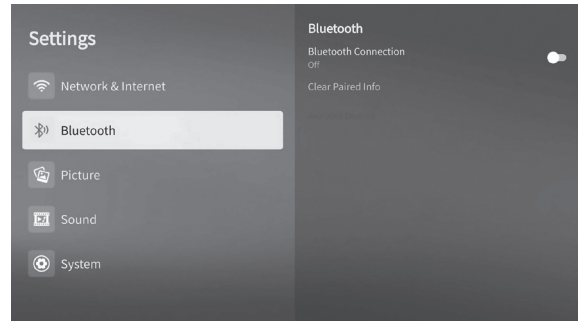 Settings
Network & Internet
Bluetooth
Picture
Sound
System
Bluetooth
Bluetooth Connection
Off
Clear Paired Info